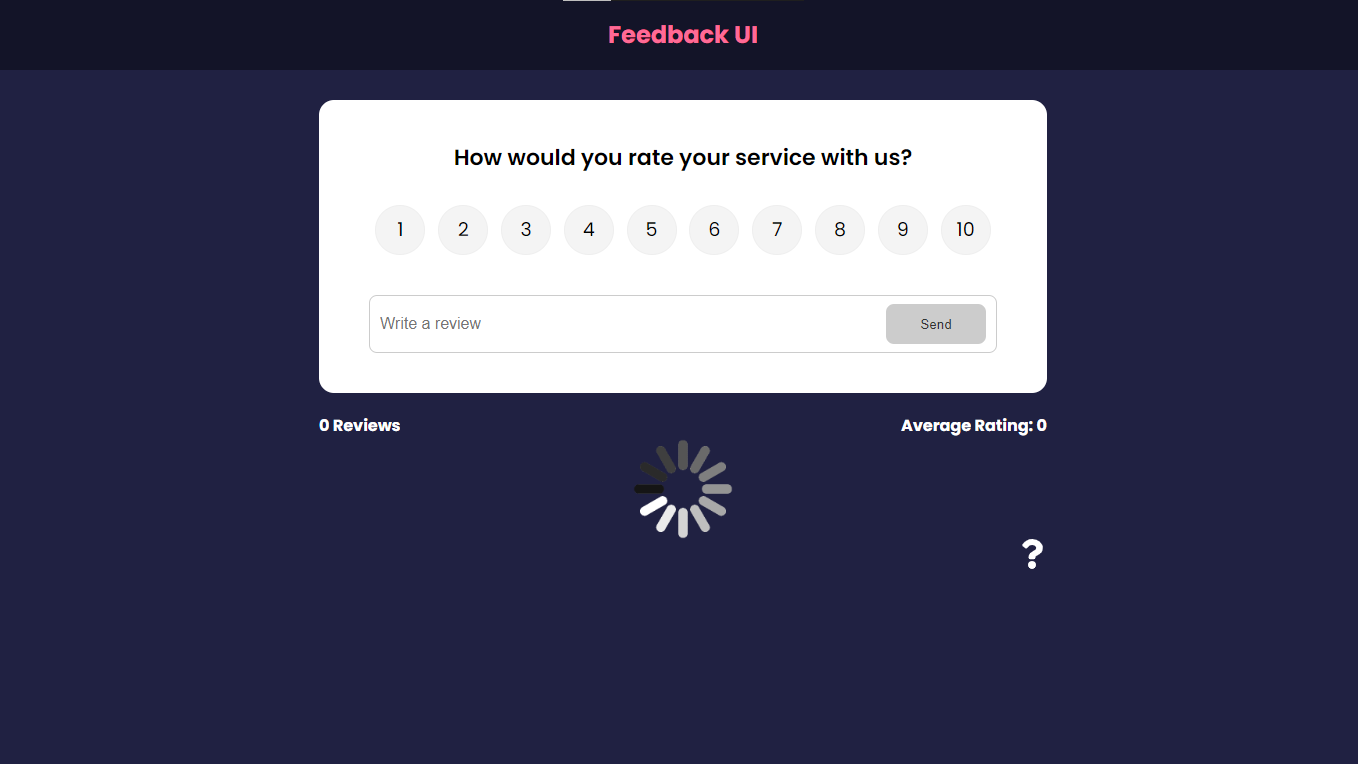 Feedback UI
How would you rate your service with us?
1 2 3 4 5 6 7 8 9 10
Write a review Send
0 Reviews Average Rating: 0
?